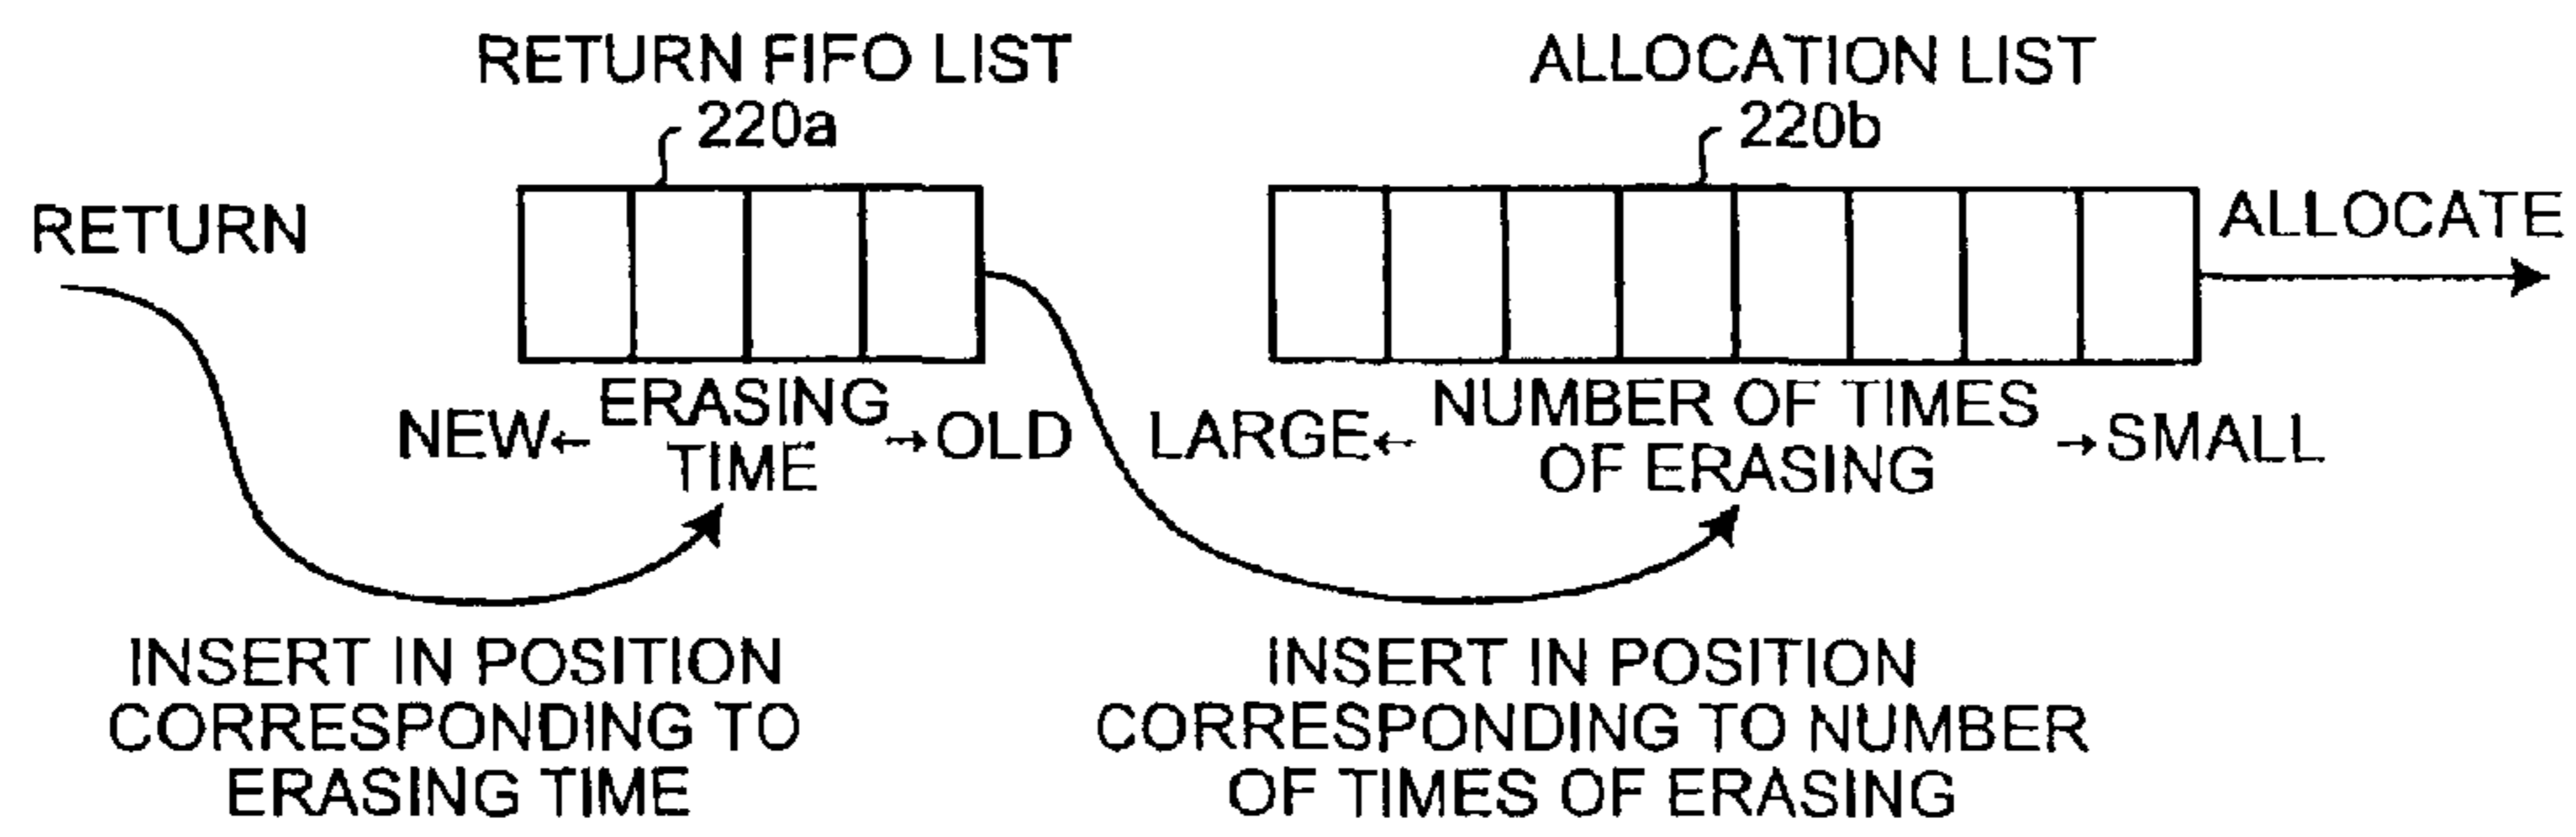 RETURN FIFO LIST
220a
ALLOCATION LIST
220b
RETURN
ALLOCATE
NEW← ERASING TIME →OLD
LARGE← NUMBER OF TIMES OF ERASING →SMALL
INSERT IN POSITION
CORRESPONDING TO
ERASING TIME
INSERT IN POSITION
CORRESPONDING TO NUMBER
OF TIMES OF ERASING